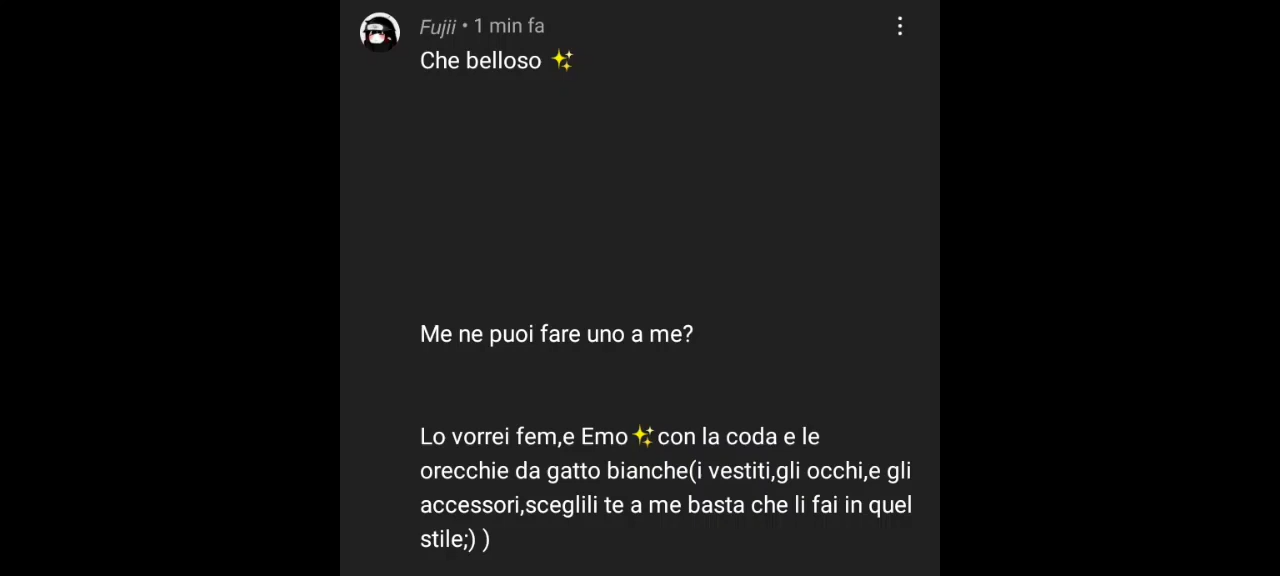 Fujii • 1 min fa
Che belloso ✨
Me ne puoi fare uno a me?
Lo vorrei fem,e Emo✨con la coda e le
orecchie da gatto bianche(i vestiti,gli occhi,e gli
accessori,sceglili te a me basta che li fai in quel
stile;) )